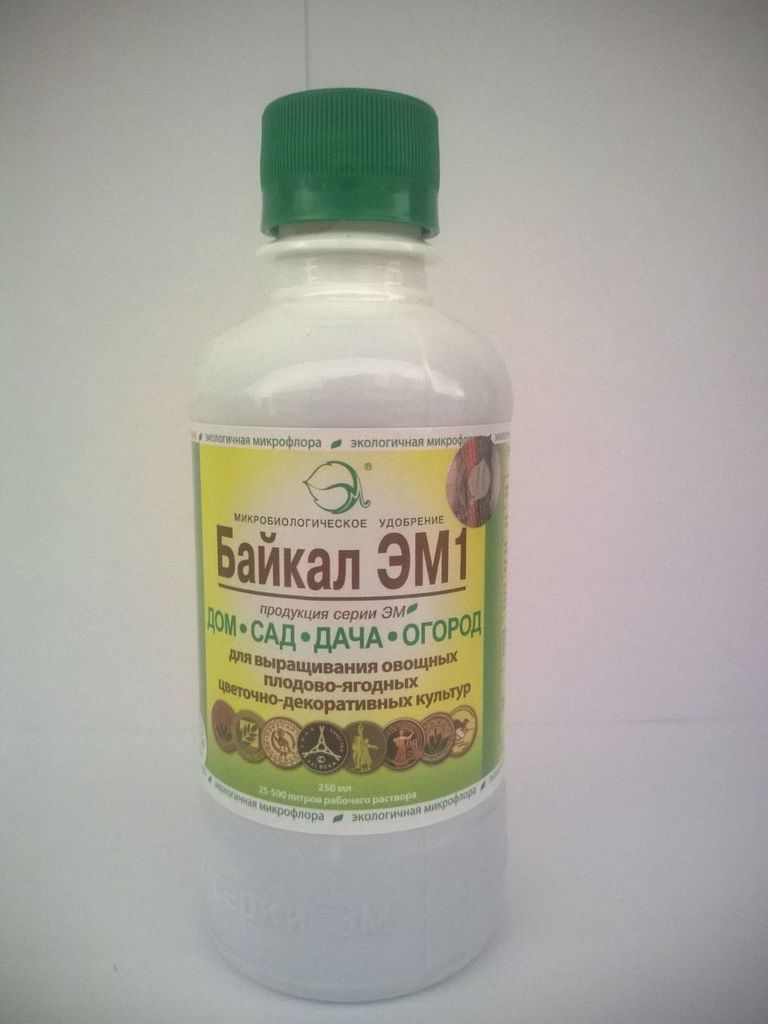 экологичная микрофлора экологичная микрофл
®
МИКРОБИОЛОГИЧЕСКОЕ УДОБРЕНИЕ
Байкал ЭМ1
продукция серии ЭМ
ДОМ • САД • ДАЧА • ОГОРОД
для выращивания овощных
плодово-ягодных
цветочно-декоративных культур
250 мл
25-500 литров рабочего раствора
экологичная микрофлора экологичная микрофлора